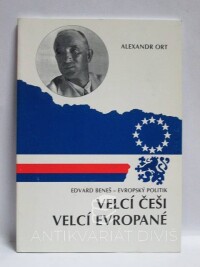 ALEXANDR ORT
EDVARD BENEŠ – EVROPSKÝ POLITIK
VELCÍ ČEŠI
VELCÍ EVROPANÉ
ANTIKVARIÁT DIVIŠ